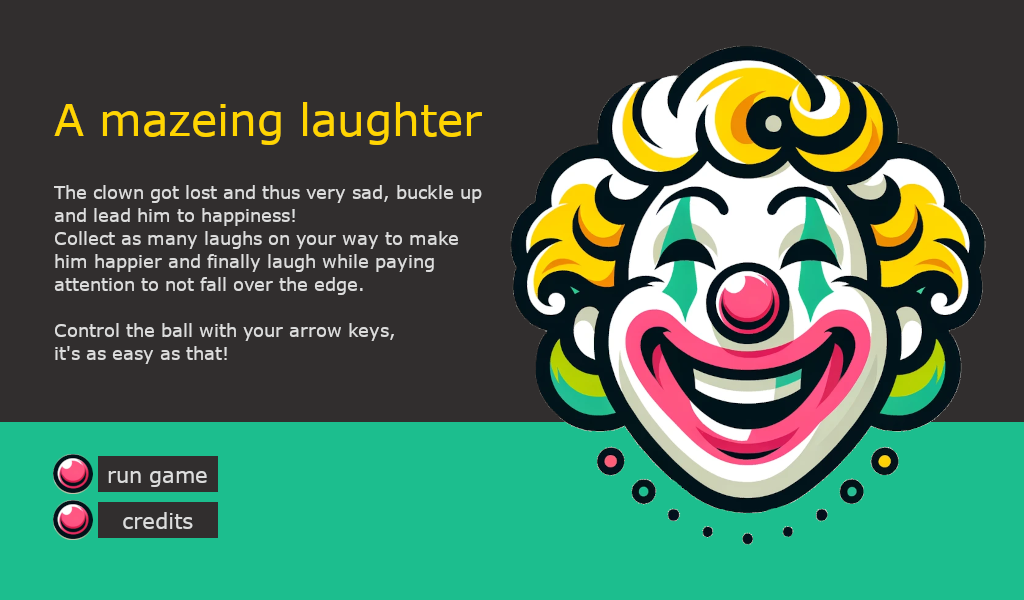 A mazeing laughter
The clown got lost and thus very sad, buckle up
and lead him to happiness!
Collect as many laughs on your way to make
him happier and finally laugh while paying
attention to not fall over the edge.
Control the ball with your arrow keys,
it's as easy as that!
run game
credits